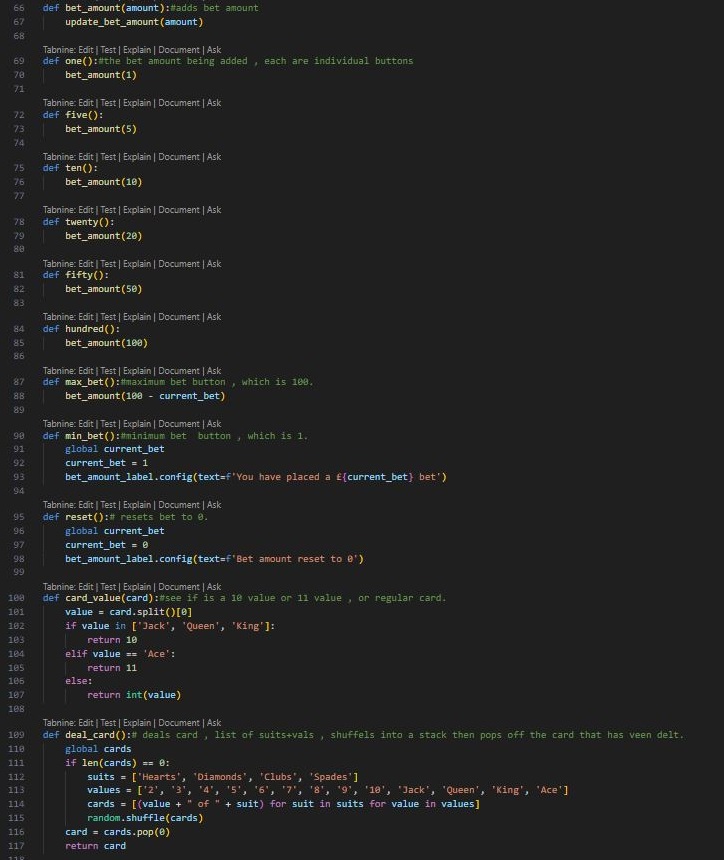 66 def bet_amount(amount):#adds bet amount
67     update_bet_amount(amount)
68
Tabnine: Edit | Test | Explain | Document | Ask
69 def one():#the bet amount being added , each are individual buttons
70     bet_amount(1)
71
Tabnine: Edit | Test | Explain | Document | Ask
72 def five():
73     bet_amount(5)
74
Tabnine: Edit | Test | Explain | Document | Ask
75 def ten():
76     bet_amount(10)
77
Tabnine: Edit | Test | Explain | Document | Ask
78 def twenty():
79     bet_amount(20)
80
Tabnine: Edit | Test | Explain | Document | Ask
81 def fifty():
82     bet_amount(50)
83
Tabnine: Edit | Test | Explain | Document | Ask
84 def hundred():
85     bet_amount(100)
86
Tabnine: Edit | Test | Explain | Document | Ask
87 def max_bet():#maximum bet button , which is 100.
88     bet_amount(100 - current_bet)
89
Tabnine: Edit | Test | Explain | Document | Ask
90 def min_bet():#minimum bet  button , which is 1.
91     global current_bet
92     current_bet = 1
93     bet_amount_label.config(text=f'You have placed a £{current_bet} bet')
94
Tabnine: Edit | Test | Explain | Document | Ask
95 def reset():# resets bet to 0.
96     global current_bet
97     current_bet = 0
98     bet_amount_label.config(text=f'Bet amount reset to 0')
99
Tabnine: Edit | Test | Explain | Document | Ask
100 def card_value(card):#see if is a 10 value or 11 value , or regular card.
101     value = card.split()[0]
102     if value in ['Jack', 'Queen', 'King']:
103         return 10
104     elif value == 'Ace':
105         return 11
106     else:
107         return int(value)
108
Tabnine: Edit | Test | Explain | Document | Ask
109 def deal_card():# deals card , list of suits+vals , shuffels into a stack then pops off the card that has veen delt.
110     global cards
111     if len(cards) == 0:
112         suits = ['Hearts', 'Diamonds', 'Clubs', 'Spades']
113         values = ['2', '3', '4', '5', '6', '7', '8', '9', '10', 'Jack', 'Queen', 'King', 'Ace']
114         cards = [(value + " of " + suit) for suit in suits for value in values]
115         random.shuffle(cards)
116     card = cards.pop(0)
117     return card
118